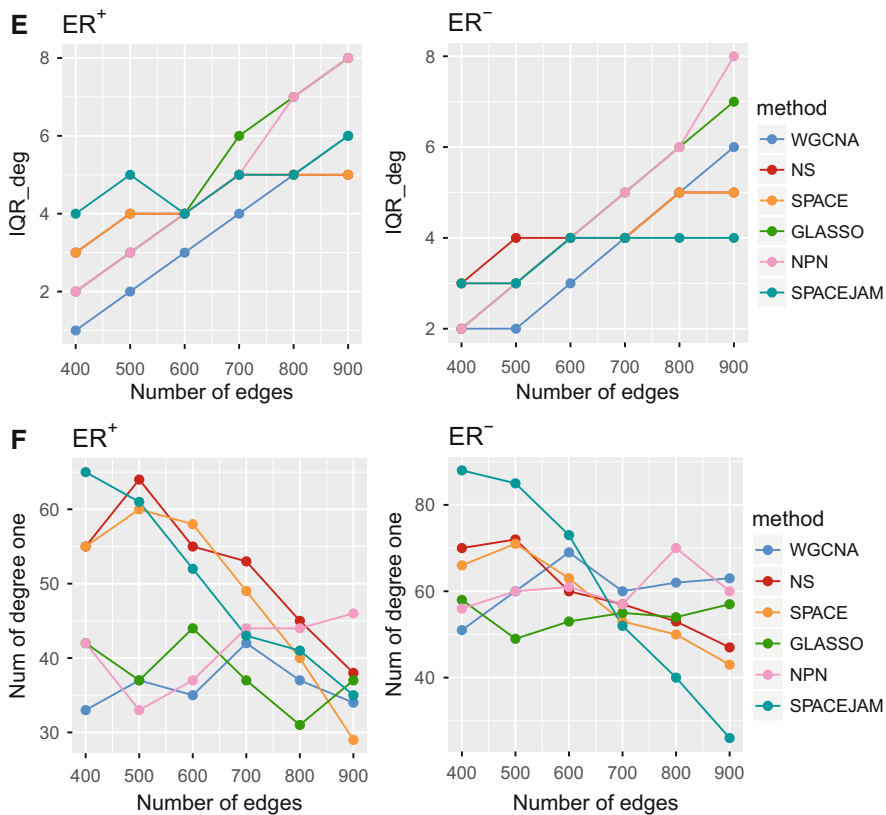 E ER⁺ ER⁻
IQR_deg
8
6
4
2
400 500 600 700 800 900
Number of edges
IQR_deg
8
6
4
2
400 500 600 700 800 900
Number of edges
method
WGCNA
NS
SPACE
GLASSO
NPN
SPACEJAM
F ER⁺ ER⁻
Num of degree one
60
50
40
30
400 500 600 700 800 900
Number of edges
Num of degree one
80
60
40
400 500 600 700 800 900
Number of edges
method
WGCNA
NS
SPACE
GLASSO
NPN
SPACEJAM